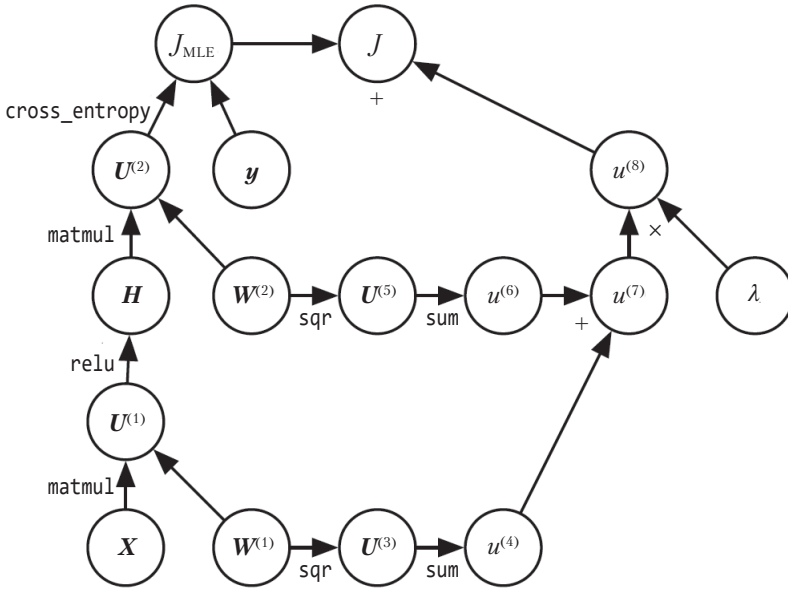 J_MLE J
+
cross_entropy
U^(2) y u^(8)
matmul ×
H W^(2) U^(5) u^(6) u^(7) λ
sqr sum +
relu
U^(1)
matmul
X W^(1) U^(3) u^(4)
sqr sum